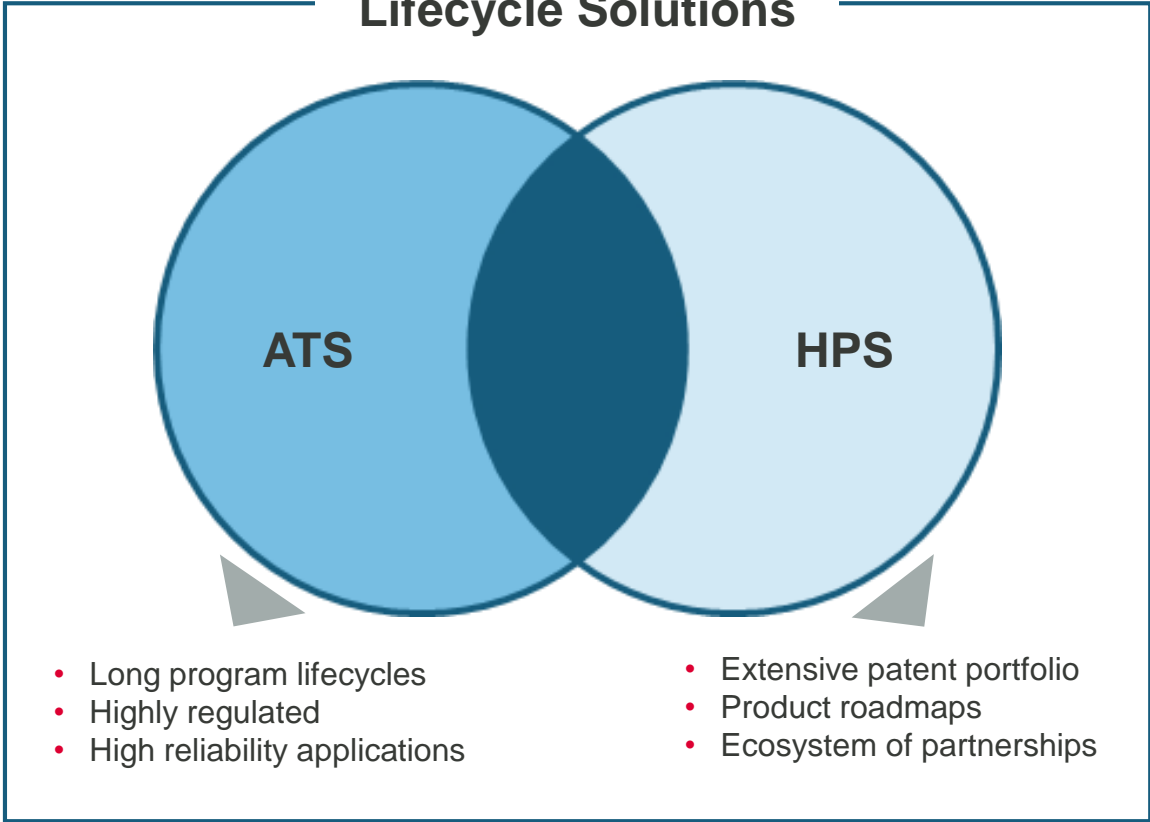 Lifecycle Solutions
ATS
HPS
• Long program lifecycles
• Highly regulated
• High reliability applications
• Extensive patent portfolio
• Product roadmaps
• Ecosystem of partnerships